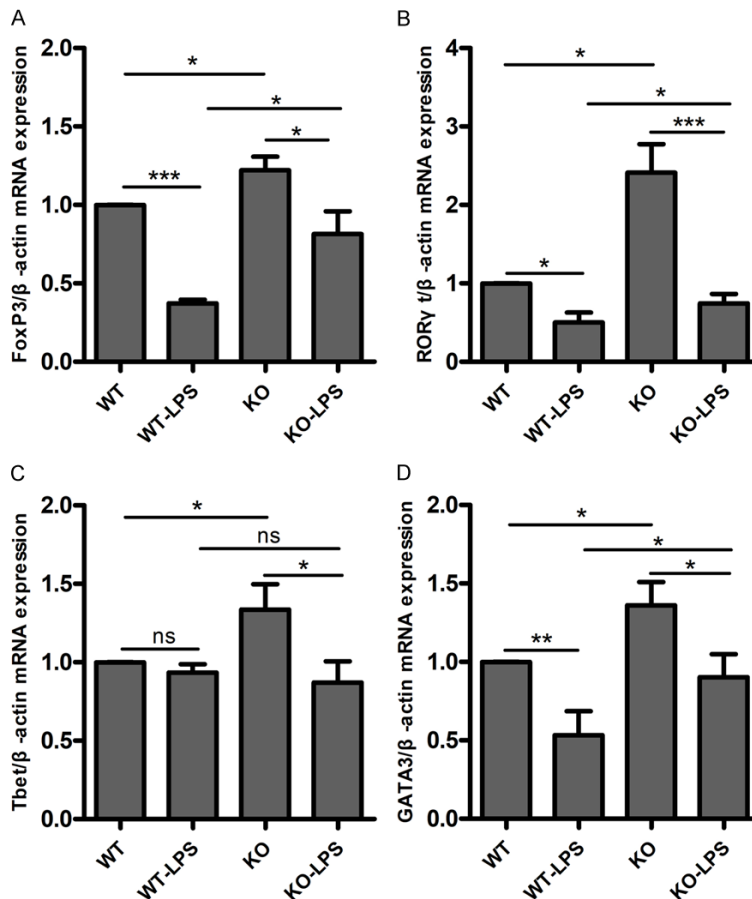 A
FoxP3/β -actin mRNA expression
2.0
1.5
1.0
0.5
0.0
*
*
*
***
WT
WT-LPS
KO
KO-LPS
B
RORγ t/β -actin mRNA expression
4
3
2
1
0
*
*
***
*
WT
WT-LPS
KO
KO-LPS
C
Tbet/β -actin mRNA expression
2.0
1.5
1.0
0.5
0.0
*
ns
*
ns
WT
WT-LPS
KO
KO-LPS
D
GATA3/β -actin mRNA expression
2.0
1.5
1.0
0.5
0.0
*
*
*
**
WT
WT-LPS
KO
KO-LPS